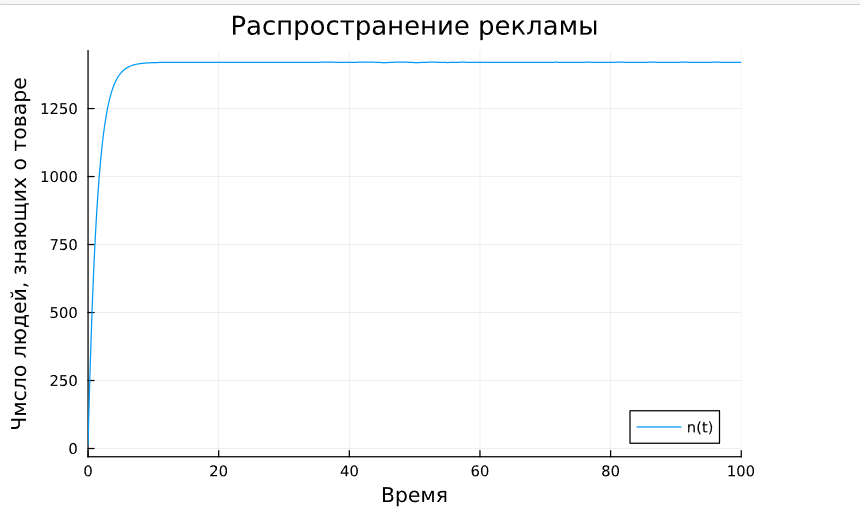 Распространение рекламы
Чмсло людей, знающих о товаре
1250
1000
750
500
250
0
n(t)
0 20 40 60 80 100
Время